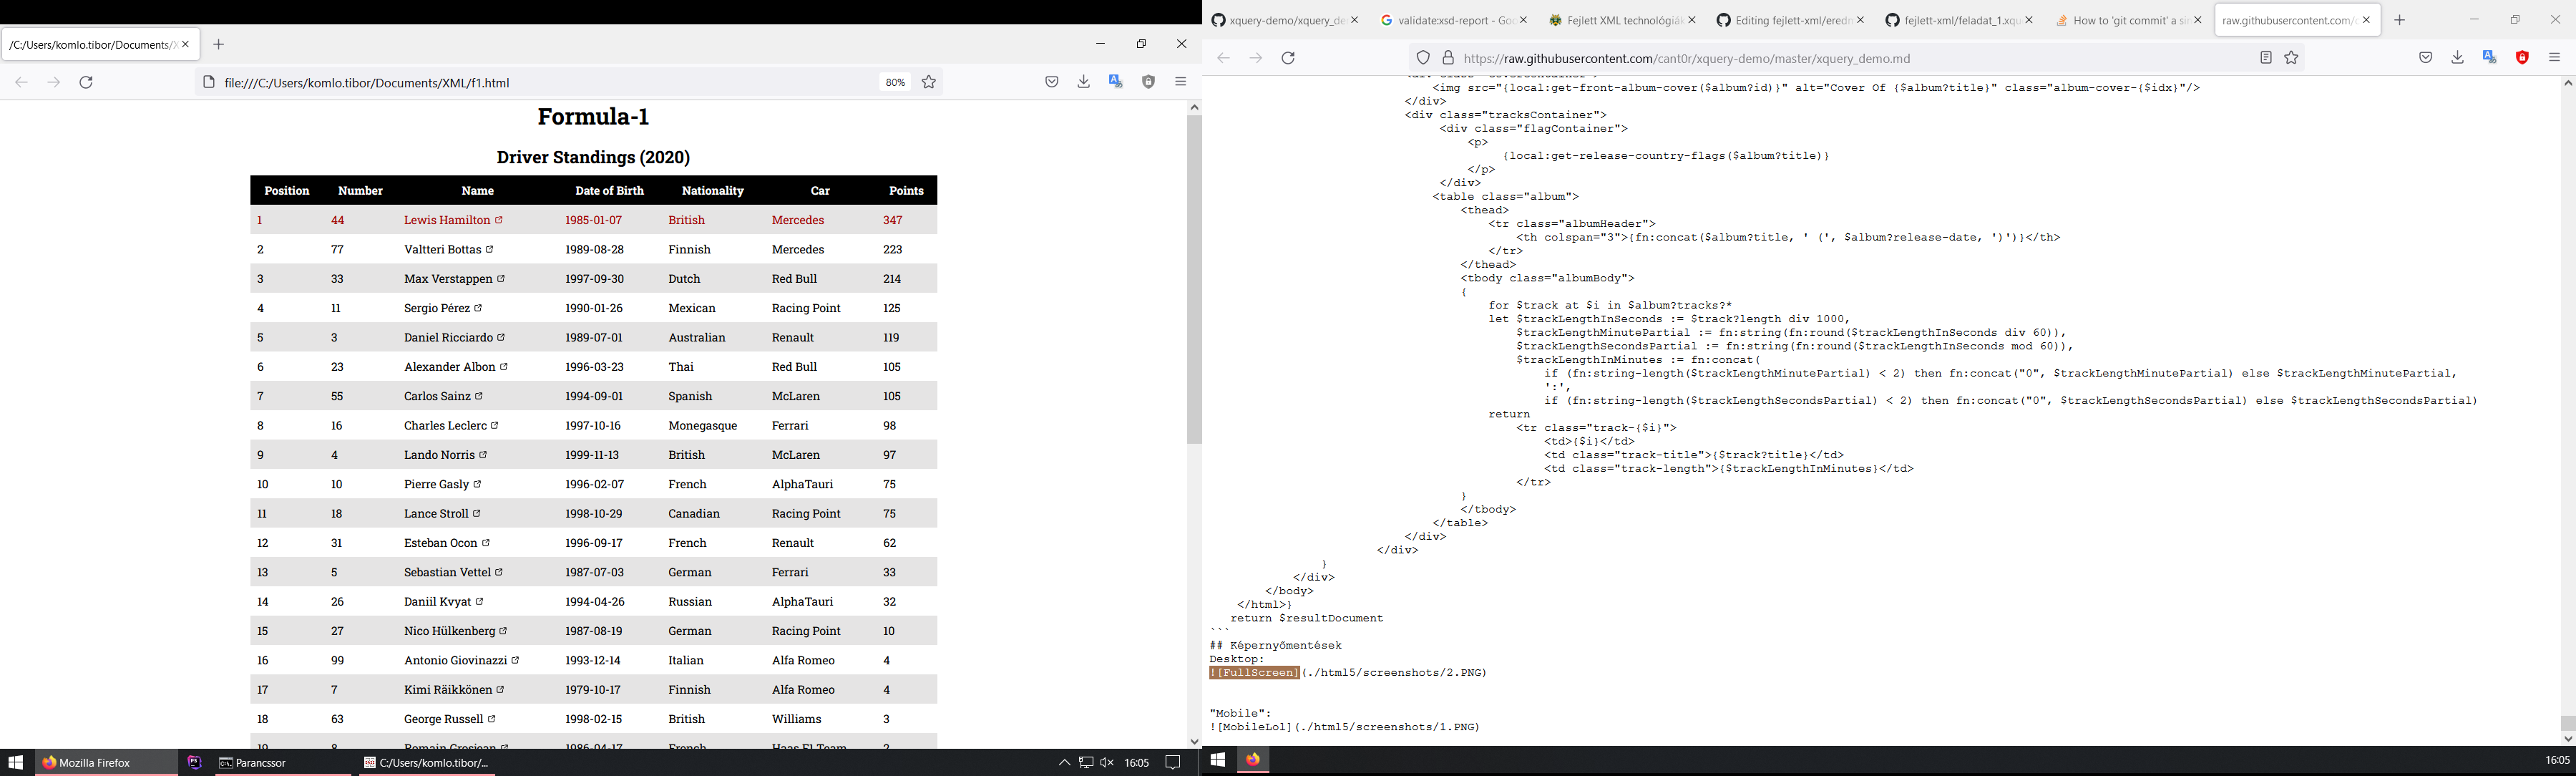 /C:/Users/komlo.tibor/Documents/X
file:///C:/Users/komlo.tibor/Documents/XML/f1.html
80%
Formula-1
Driver Standings (2020)
Position Number Name Date of Birth Nationality Car Points
1 44 Lewis Hamilton 1985-01-07 British Mercedes 347
2 77 Valtteri Bottas 1989-08-28 Finnish Mercedes 223
3 33 Max Verstappen 1997-09-30 Dutch Red Bull 214
4 11 Sergio Pérez 1990-01-26 Mexican Racing Point 125
5 3 Daniel Ricciardo 1989-07-01 Australian Renault 119
6 23 Alexander Albon 1996-03-23 Thai Red Bull 105
7 55 Carlos Sainz 1994-09-01 Spanish McLaren 105
8 16 Charles Leclerc 1997-10-16 Monegasque Ferrari 98
9 4 Lando Norris 1999-11-13 British McLaren 97
10 10 Pierre Gasly 1996-02-07 French AlphaTauri 75
11 18 Lance Stroll 1998-10-29 Canadian Racing Point 75
12 31 Esteban Ocon 1996-09-17 French Renault 62
13 5 Sebastian Vettel 1987-07-03 German Ferrari 33
14 26 Daniil Kvyat 1994-04-26 Russian AlphaTauri 32
15 27 Nico Hülkenberg 1987-08-19 German Racing Point 10
16 99 Antonio Giovinazzi 1993-12-14 Italian Alfa Romeo 4
17 7 Kimi Räikkönen 1979-10-17 Finnish Alfa Romeo 4
18 63 George Russell 1998-02-15 British Williams 3
19 8 Romain Grosjean 1986-04-17 French Haas F1 Team 2
Mozilla Firefox
Parancssor
C:/Users/komlo.tibor/...
16:05
xquery-demo/xquery_de
validate:xsd-report - Goo
Fejlett XML technológiák
Editing fejlett-xml/eredm
fejlett-xml/feladat_1.xqu
How to 'git commit' a sin
raw.githubusercontent.com/c
https://raw.githubusercontent.com/cant0r/xquery-demo/master/xquery_demo.md
<img src="{local:get-front-album-cover($album?id)}" alt="Cover Of {$album?title}" class="album-cover-{$idx}"/>
</div>
<div class="tracksContainer">
<div class="flagContainer">
<p>
{local:get-release-country-flags($album?title)}
</p>
</div>
<table class="album">
<thead>
<tr class="albumHeader">
<th colspan="3">{fn:concat($album?title, ' (', $album?release-date, ')')}</th>
</tr>
</thead>
<tbody class="albumBody">
{
for $track at $i in $album?tracks?*
let $trackLengthInSeconds := $track?length div 1000,
$trackLengthMinutePartial := fn:string(fn:round($trackLengthInSeconds div 60)),
$trackLengthSecondsPartial := fn:string(fn:round($trackLengthInSeconds mod 60)),
$trackLengthInMinutes := fn:concat(
if (fn:string-length($trackLengthMinutePartial) < 2) then fn:concat("0", $trackLengthMinutePartial) else $trackLengthMinutePartial,
':',
if (fn:string-length($trackLengthSecondsPartial) < 2) then fn:concat("0", $trackLengthSecondsPartial) else $trackLengthSecondsPartial)
return
<tr class="track-{$i}">
<td>{$i}</td>
<td class="track-title">{$track?title}</td>
<td class="track-length">{$trackLengthInMinutes}</td>
</tr>
}
</tbody>
</table>
</div>
</div>
}
</div>
</body>
</html>}
return $resultDocument
```
## Képernyőmentések
Desktop:
![FullScreen](./html5/screenshots/2.PNG)
"Mobile":
![MobileLol](./html5/screenshots/1.PNG)
16:05